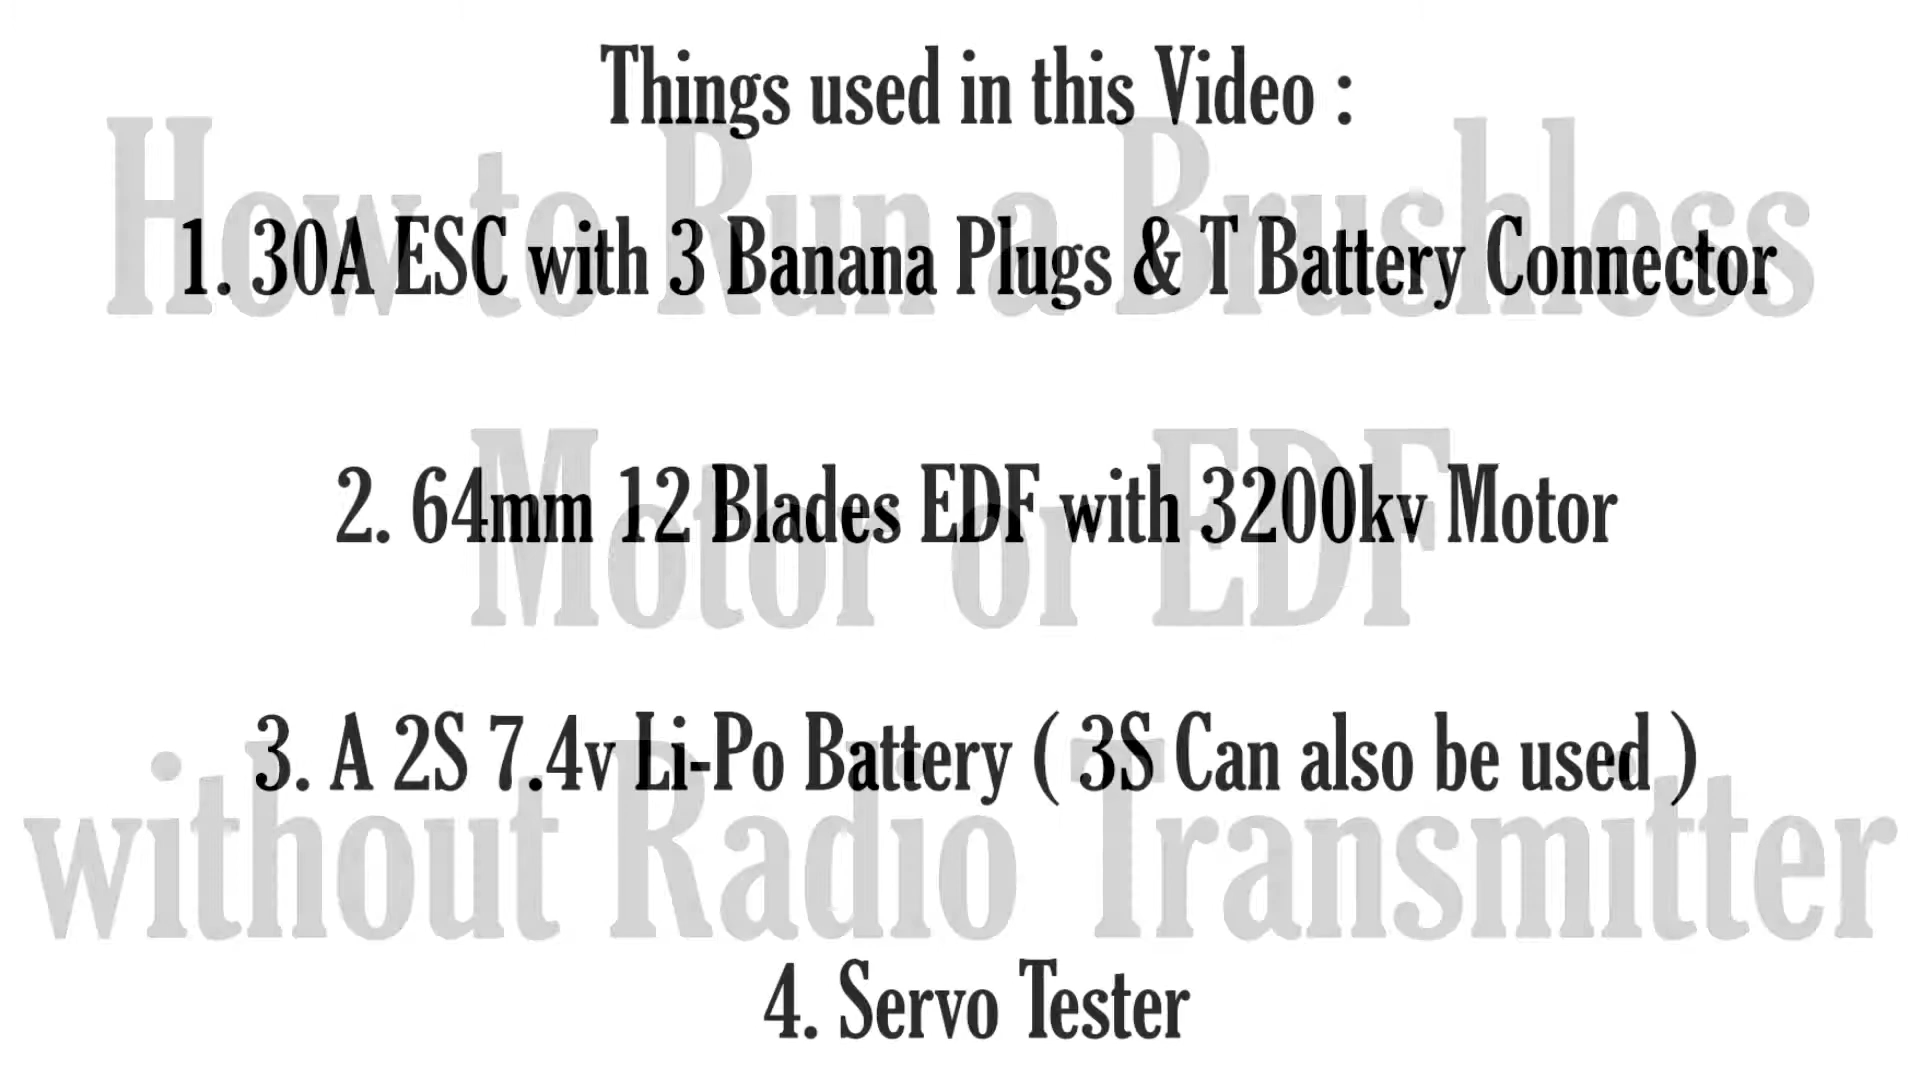 Things used in this Video :
How to Run a Brushless
1. 30A ESC with 3 Banana Plugs & T Battery Connector
2. 64mm 12 Blades EDF with 3200kv Motor
Motor or EDF
3. A 2S 7.4v Li-Po Battery ( 3S Can also be used )
without Radio Transmitter
4. Servo Tester